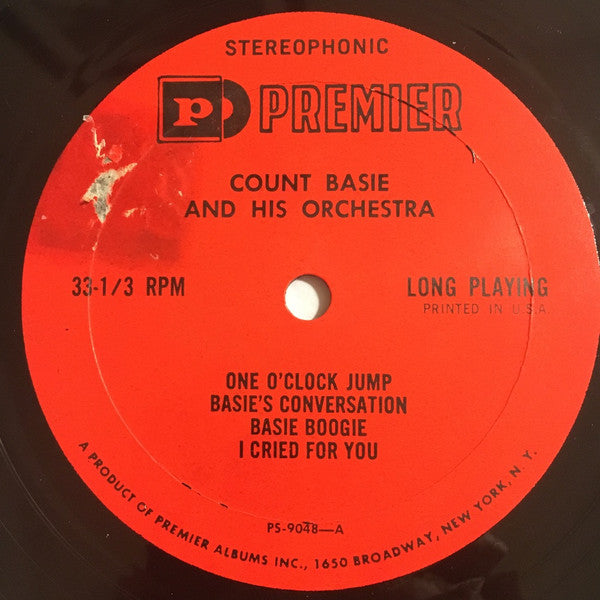 STEREOPHONIC
P PREMIER
COUNT BASIE
AND HIS ORCHESTRA
33-1/3 RPM
LONG PLAYING
PRINTED IN U.S.A.
ONE O'CLOCK JUMP
BASIE'S CONVERSATION
BASIE BOOGIE
I CRIED FOR YOU
PS-9048—A
A PRODUCT OF PREMIER ALBUMS INC., 1650 BROADWAY, NEW YORK, N. Y.